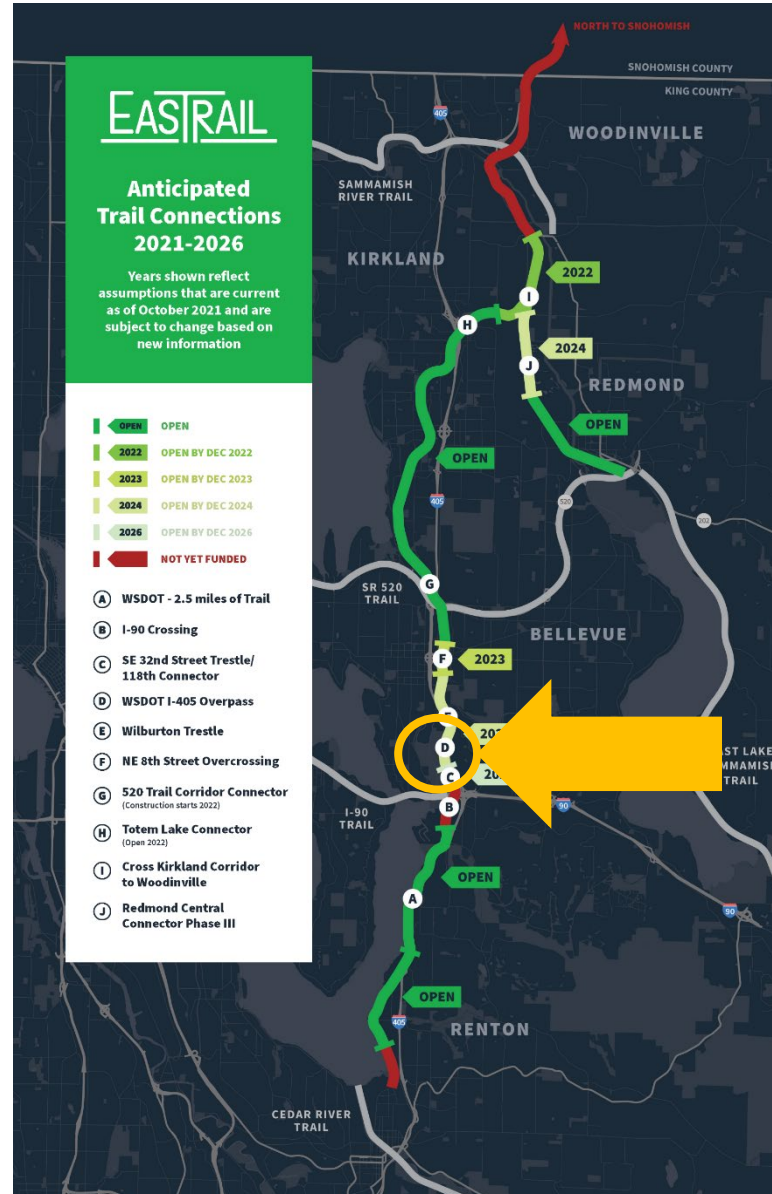 NORTH TO SNOHOMISH
SNOHOMISH COUNTY
KING COUNTY
EASTRAIL
Anticipated
Trail Connections
2021-2026
Years shown reflect
assumptions that are current
as of October 2021 and are
subject to change based on
new information
OPEN OPEN
2022 OPEN BY DEC 2022
2023 OPEN BY DEC 2023
2024 OPEN BY DEC 2024
2026 OPEN BY DEC 2026
NOT YET FUNDED
A WSDOT - 2.5 miles of Trail
B I-90 Crossing
C SE 32nd Street Trestle/
118th Connector
D WSDOT I-405 Overpass
E Wilburton Trestle
F NE 8th Street Overcrossing
G 520 Trail Corridor Connector
(Construction starts 2022)
H Totem Lake Connector
(Open 2022)
I Cross Kirkland Corridor
to Woodinville
J Redmond Central
Connector Phase III
405
WOODINVILLE
SAMMAMISH
RIVER TRAIL
KIRKLAND
2022
I
H
2024
J
REDMOND
OPEN
OPEN
405
520
202
G
SR 520
TRAIL
BELLEVUE
F
2023
D
C
B
I-90
TRAIL
90
TRAIL
OPEN
A
90
OPEN
405
RENTON
CEDAR RIVER
TRAIL